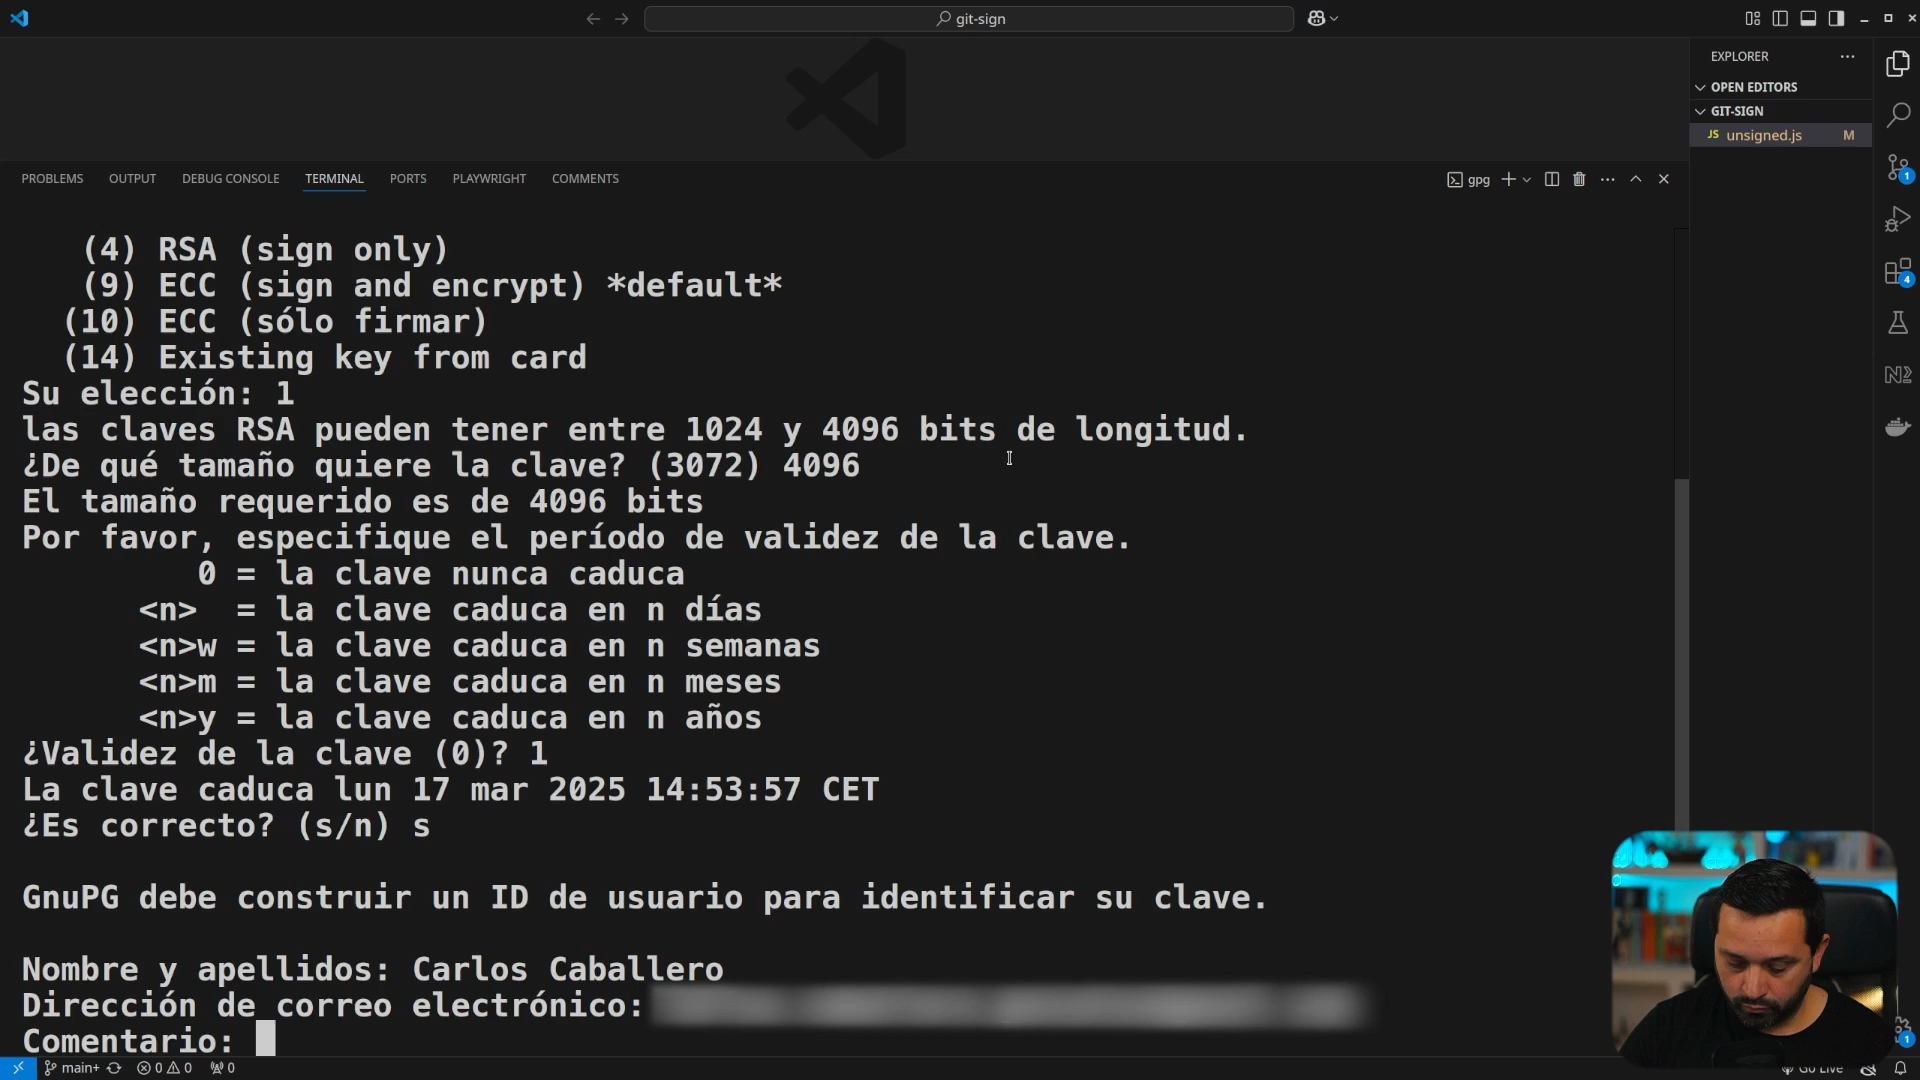 git-sign
EXPLORER
OPEN EDITORS
GIT-SIGN
JS unsigned.js M
PROBLEMS OUTPUT DEBUG CONSOLE TERMINAL PORTS PLAYWRIGHT COMMENTS
gpg
(4) RSA (sign only)
(9) ECC (sign and encrypt) *default*
(10) ECC (sólo firmar)
(14) Existing key from card
Su elección: 1
las claves RSA pueden tener entre 1024 y 4096 bits de longitud.
¿De qué tamaño quiere la clave? (3072) 4096
El tamaño requerido es de 4096 bits
Por favor, especifique el período de validez de la clave.
0 = la clave nunca caduca
<n>  = la clave caduca en n días
<n>w = la clave caduca en n semanas
<n>m = la clave caduca en n meses
<n>y = la clave caduca en n años
¿Validez de la clave (0)? 1
La clave caduca lun 17 mar 2025 14:53:57 CET
¿Es correcto? (s/n) s
GnuPG debe construir un ID de usuario para identificar su clave.
Nombre y apellidos: Carlos Caballero
Dirección de correo electrónico:
Comentario:
1
4
1
main+ 0 0 0
Go Live